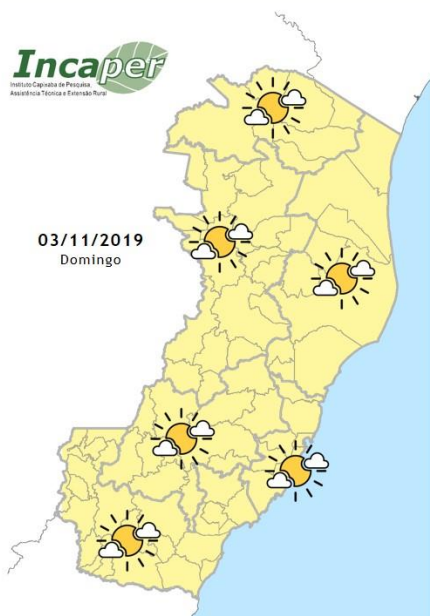 Incaper
Instituto Capixaba de Pesquisa,
Assistência Técnica e Extensão Rural
03/11/2019
Domingo